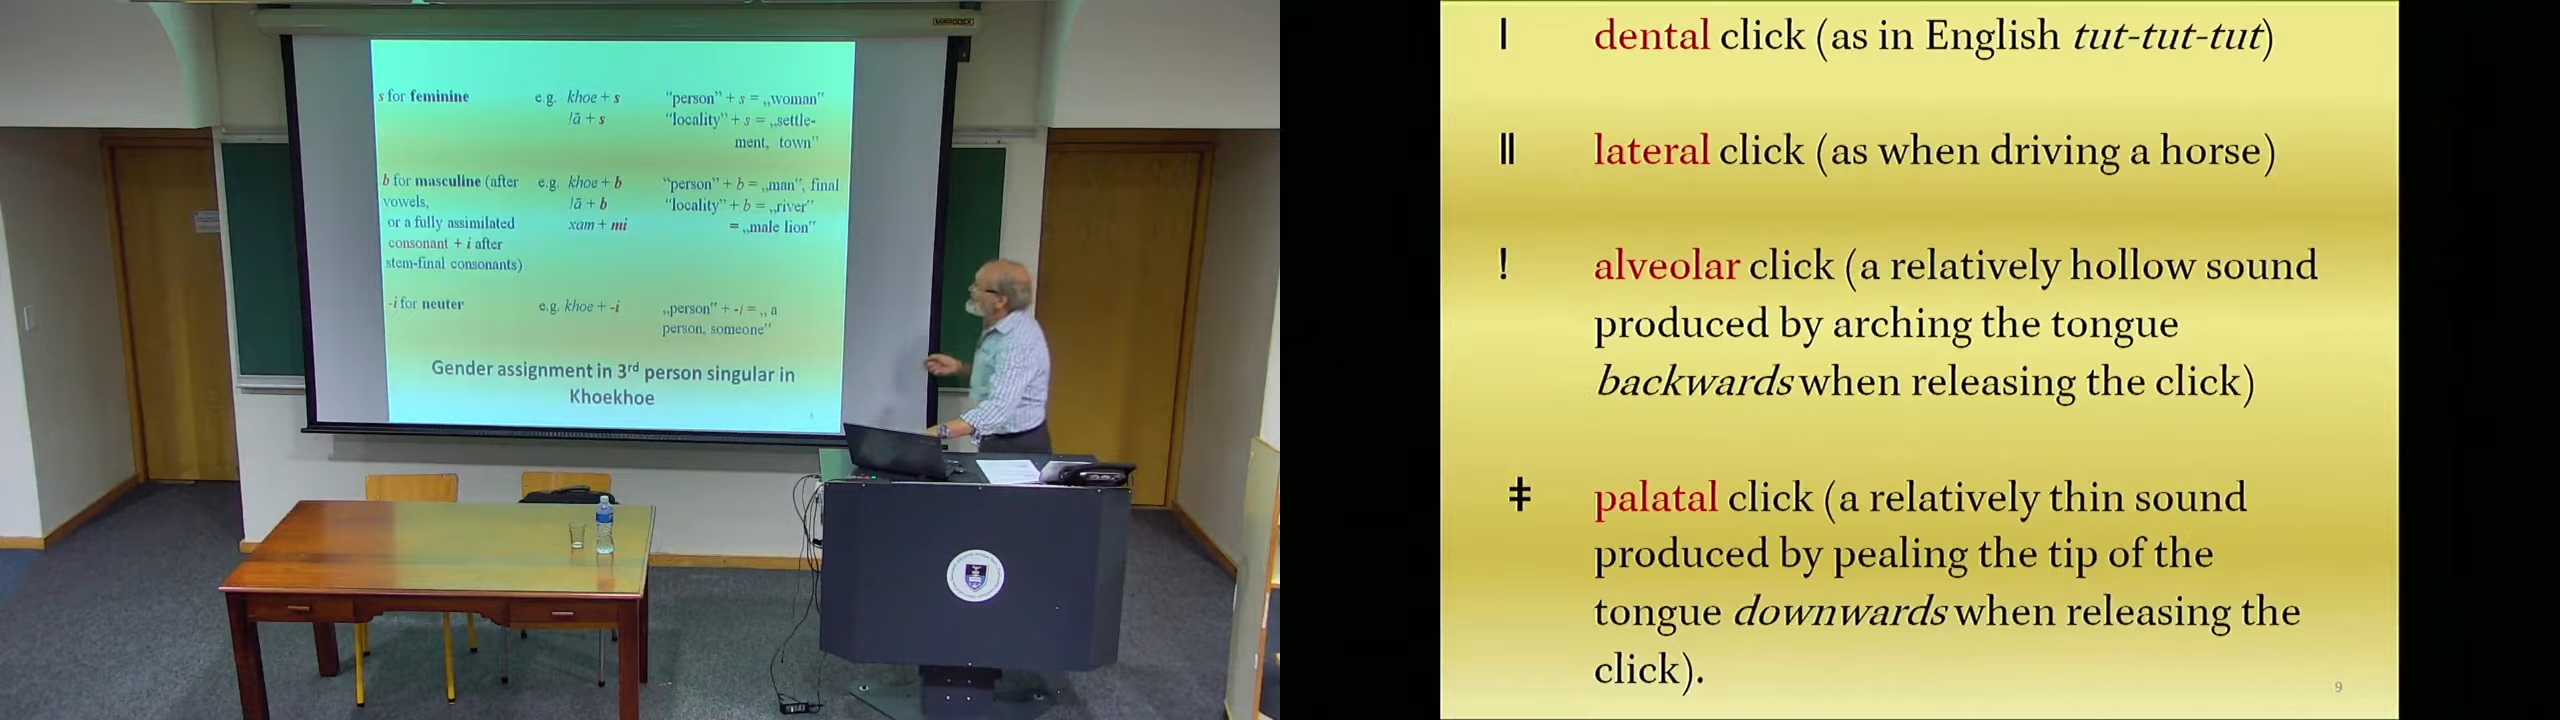 MIRRODEX
s for feminine e.g. khoe + s "person" + s = „woman"
!ā + s "locality" + s = „settle-
ment, town"
b for masculine (after e.g. khoe + b "person" + b = „man", final
vowels, !ā + b "locality" + b = „river"
or a fully assimilated xam + mi = „male lion"
consonant + i after
stem-final consonants)
-i for neuter e.g. khoe + -i „person" + -i = „ a
person, someone"
Gender assignment in 3rd person singular in
Khoekhoe
ǀ dental click (as in English tut-tut-tut)
ǁ lateral click (as when driving a horse)
! alveolar click (a relatively hollow sound
produced by arching the tongue
backwards when releasing the click)
ǂ palatal click (a relatively thin sound
produced by pealing the tip of the
tongue downwards when releasing the
click).
9